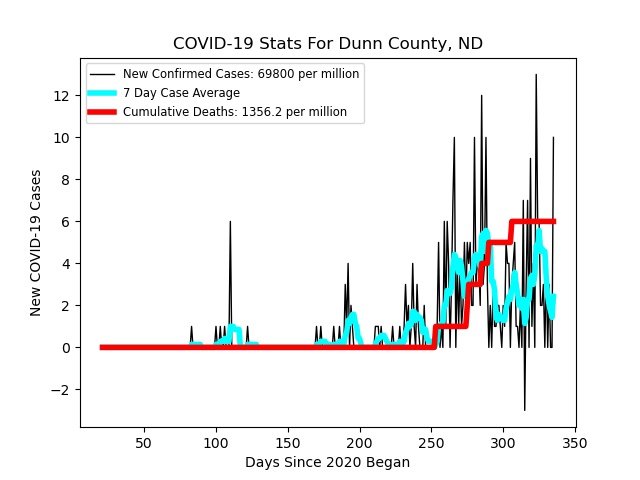 COVID-19 Stats For Dunn County, ND
New Confirmed Cases: 69800 per million
7 Day Case Average
Cumulative Deaths: 1356.2 per million
New COVID-19 Cases
12
10
8
6
4
2
0
−2
50 100 150 200 250 300 350
Days Since 2020 Began